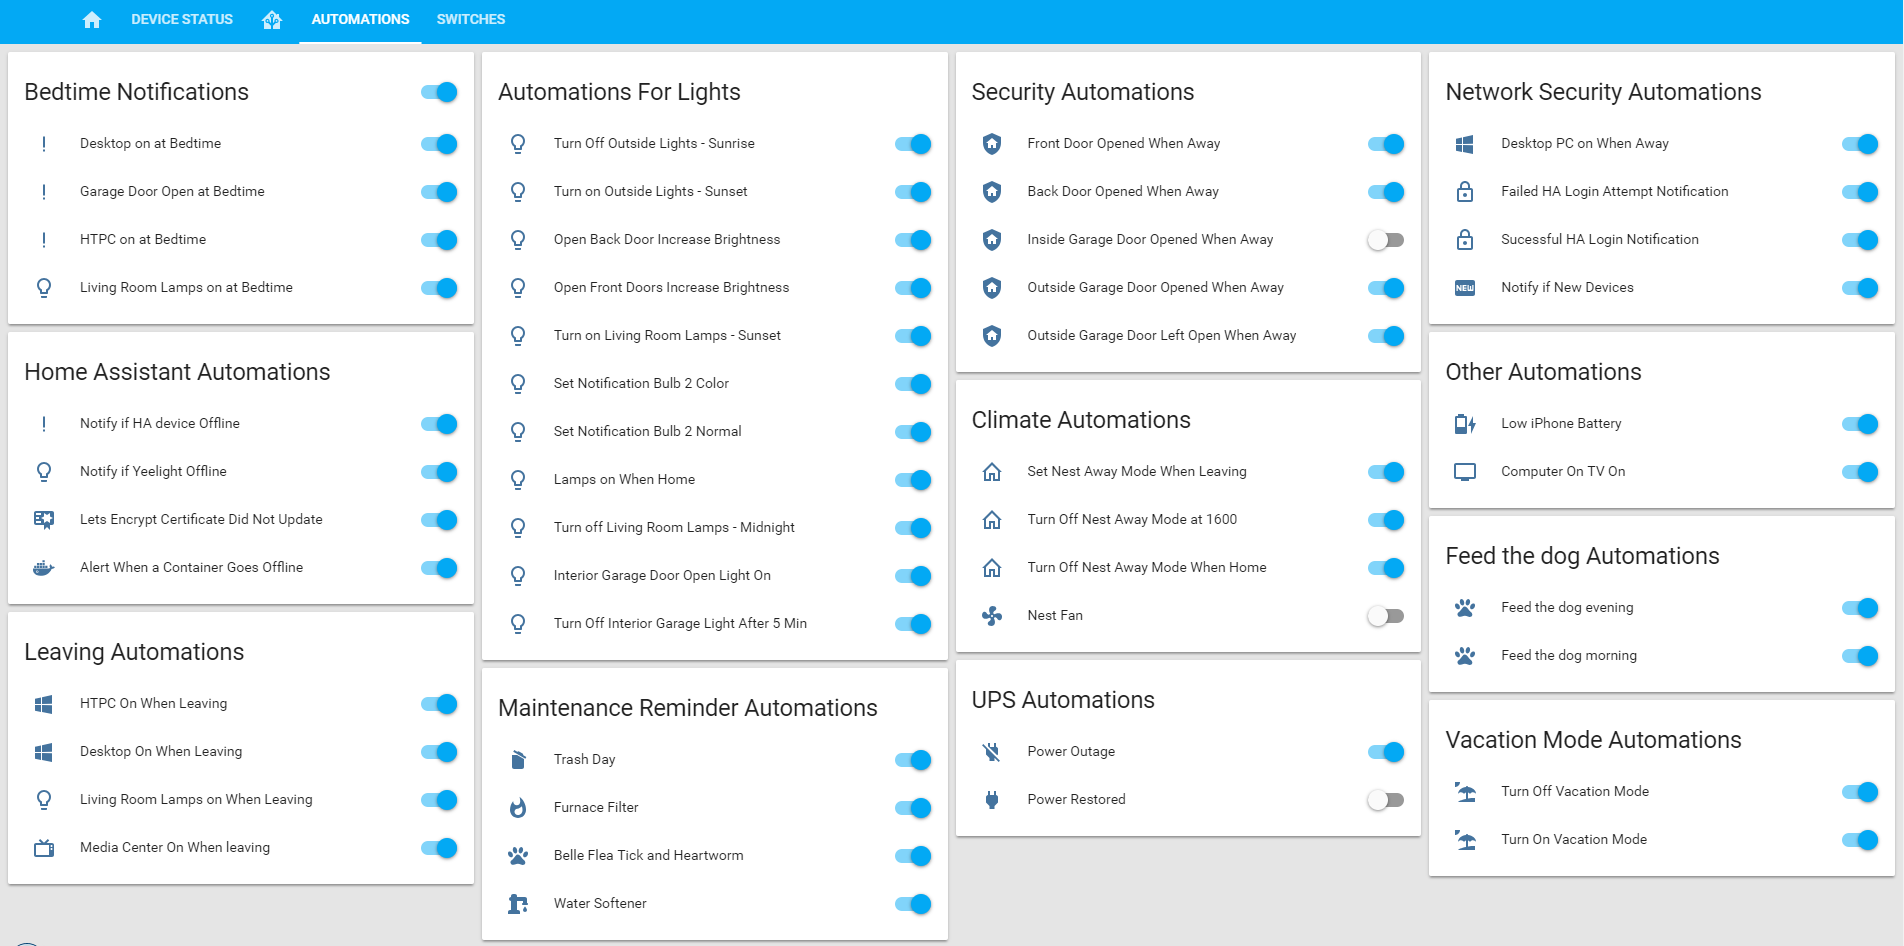 DEVICE STATUS
AUTOMATIONS
SWITCHES
Bedtime Notifications
Desktop on at Bedtime
Garage Door Open at Bedtime
HTPC on at Bedtime
Living Room Lamps on at Bedtime
Home Assistant Automations
Notify if HA device Offline
Notify if Yeelight Offline
Lets Encrypt Certificate Did Not Update
Alert When a Container Goes Offline
Leaving Automations
HTPC On When Leaving
Desktop On When Leaving
Living Room Lamps on When Leaving
Media Center On When leaving
Automations For Lights
Turn Off Outside Lights - Sunrise
Turn on Outside Lights - Sunset
Open Back Door Increase Brightness
Open Front Doors Increase Brightness
Turn on Living Room Lamps - Sunset
Set Notification Bulb 2 Color
Set Notification Bulb 2 Normal
Lamps on When Home
Turn off Living Room Lamps - Midnight
Interior Garage Door Open Light On
Turn Off Interior Garage Light After 5 Min
Maintenance Reminder Automations
Trash Day
Furnace Filter
Belle Flea Tick and Heartworm
Water Softener
Security Automations
Front Door Opened When Away
Back Door Opened When Away
Inside Garage Door Opened When Away
Outside Garage Door Opened When Away
Outside Garage Door Left Open When Away
Climate Automations
Set Nest Away Mode When Leaving
Turn Off Nest Away Mode at 1600
Turn Off Nest Away Mode When Home
Nest Fan
UPS Automations
Power Outage
Power Restored
Network Security Automations
Desktop PC on When Away
Failed HA Login Attempt Notification
Sucessful HA Login Notification
NEW Notify if New Devices
Other Automations
Low iPhone Battery
Computer On TV On
Feed the dog Automations
Feed the dog evening
Feed the dog morning
Vacation Mode Automations
Turn Off Vacation Mode
Turn On Vacation Mode